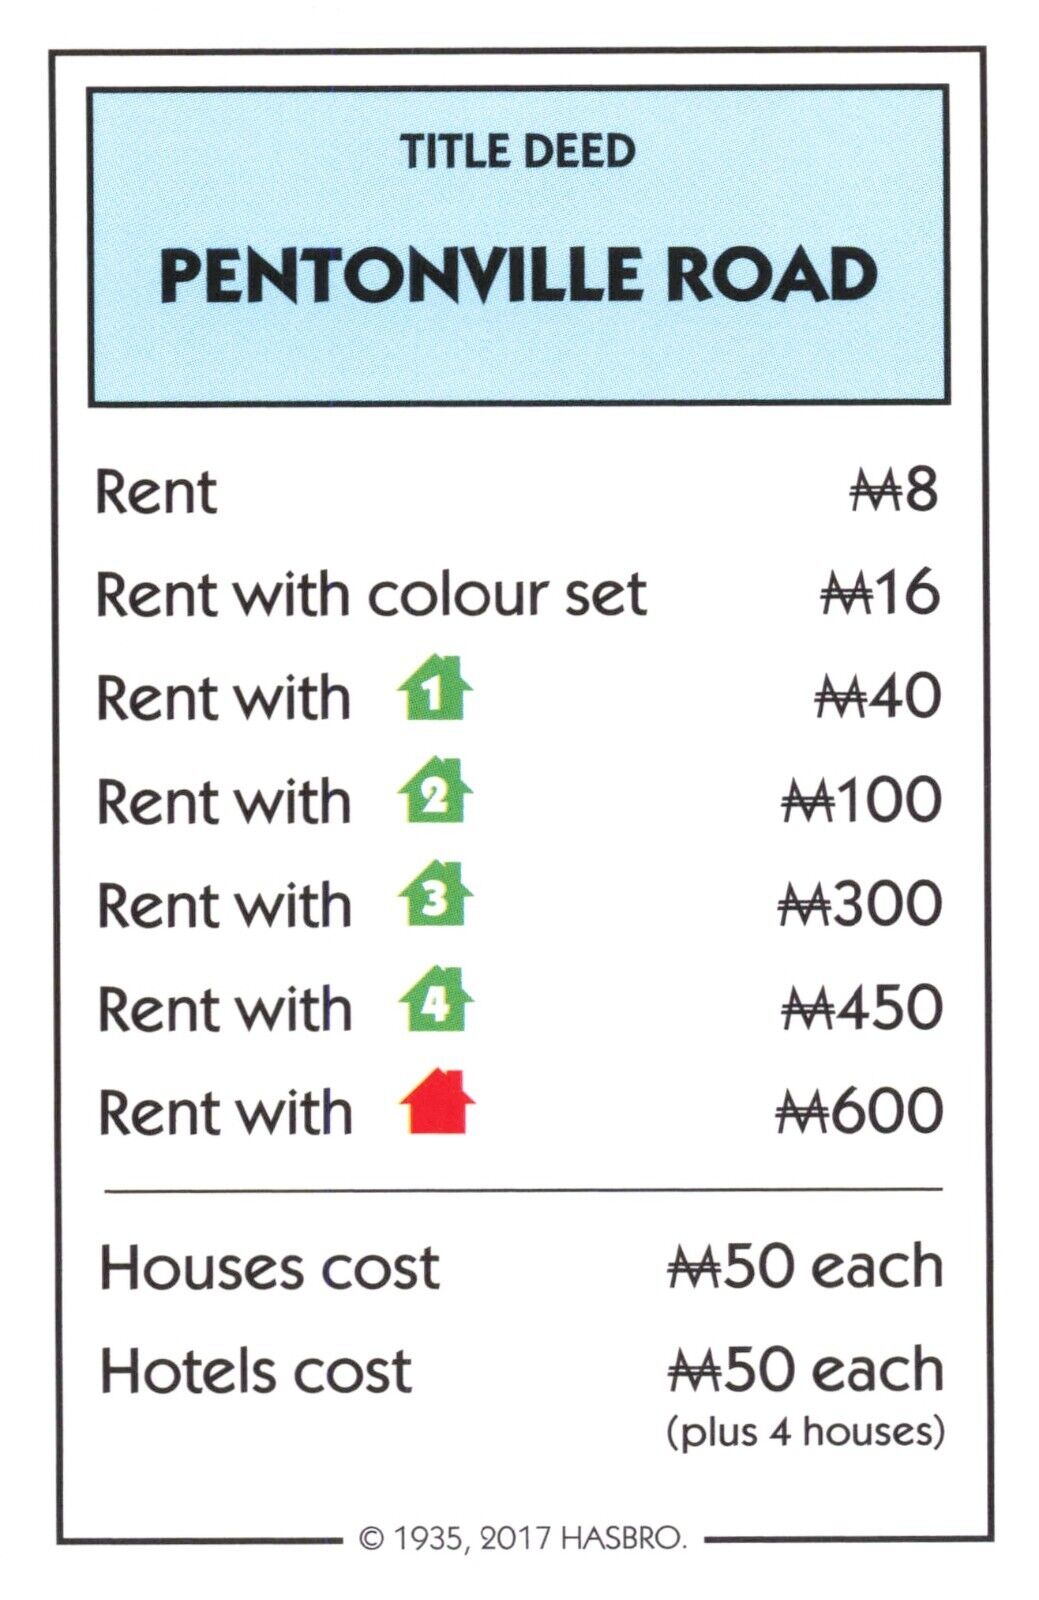 TITLE DEED
PENTONVILLE ROAD
Rent ₳8
Rent with colour set ₳16
Rent with 1 ₳40
Rent with 2 ₳100
Rent with 3 ₳300
Rent with 4 ₳450
Rent with ₳600
Houses cost ₳50 each
Hotels cost ₳50 each
(plus 4 houses)
© 1935, 2017 HASBRO.